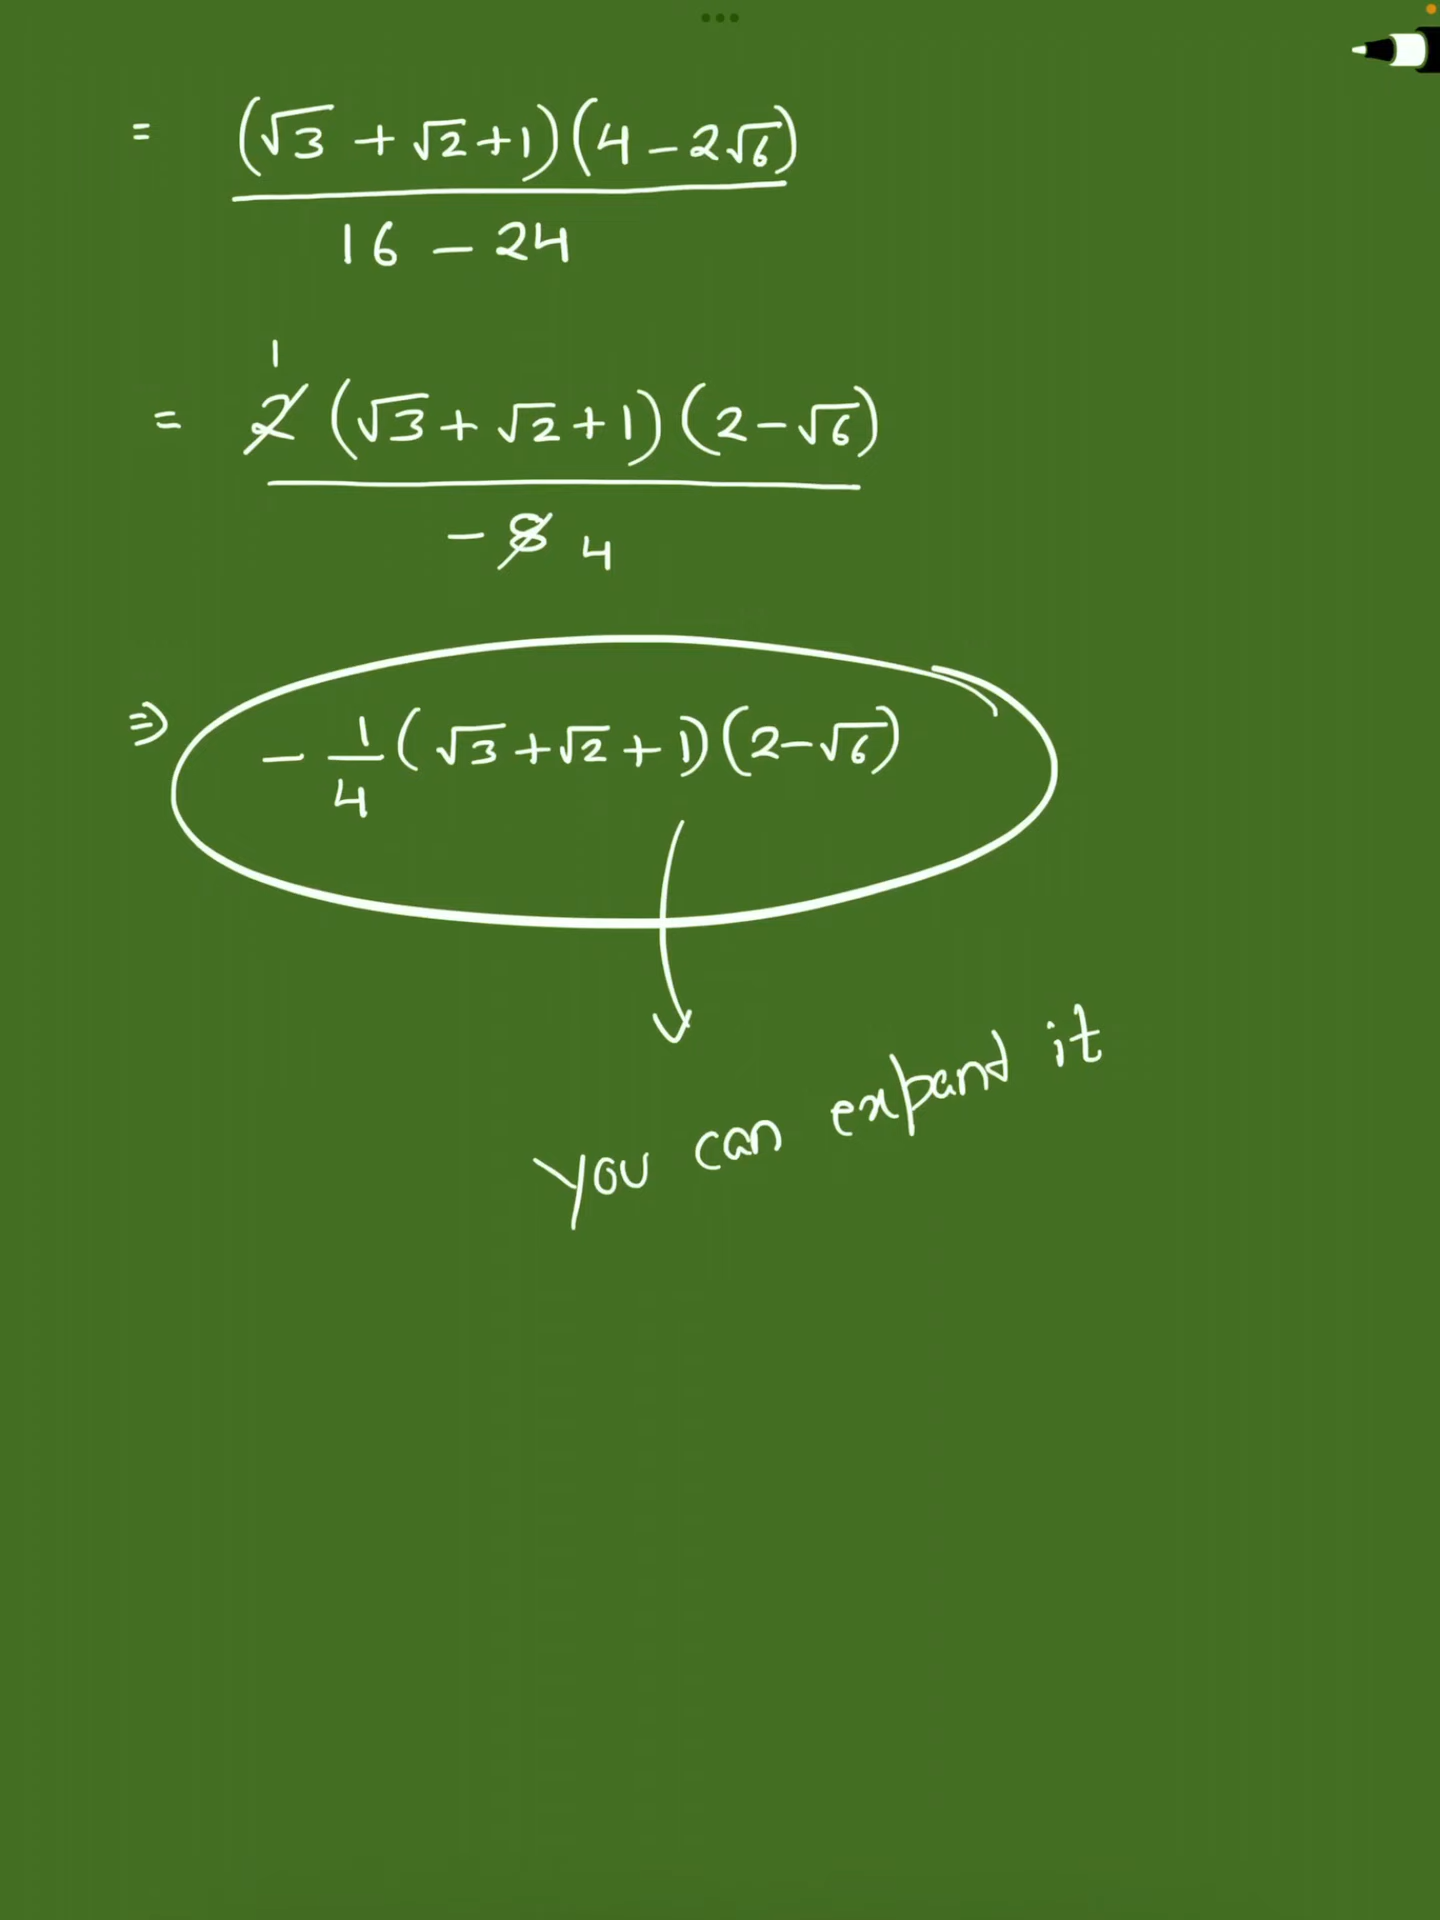 = (√3 + √2 + 1)(4 - 2√6)
16 - 24
1
= 2 (√3 + √2 + 1)(2 - √6)
- 8 4
⇒ - 1/4 (√3 + √2 + 1)(2 - √6)
You can expand it